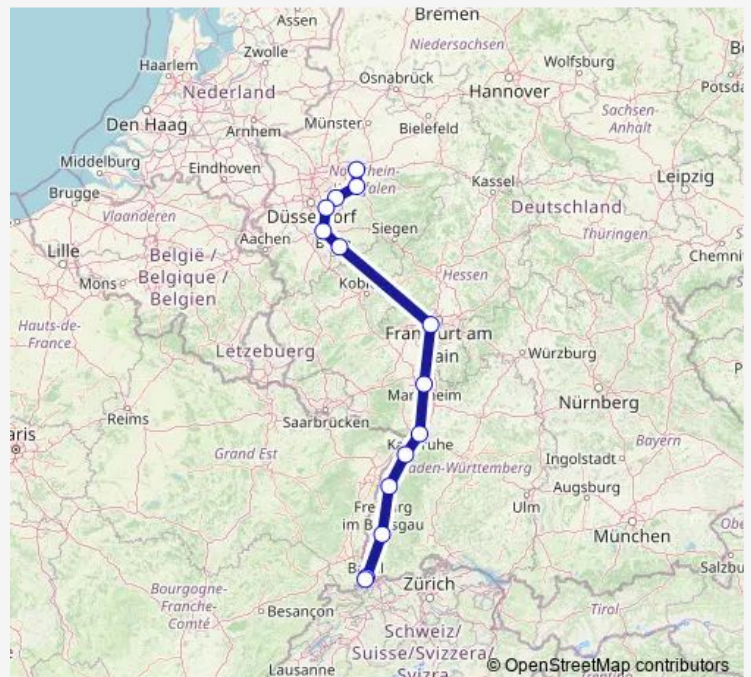 Assen
Bremen
Zwolle
Niedersachsen
Haarlem
Wolfsburg
Osnabrück
Nederland
Hannover
Potsda
Den Haag
Arnhem
Münster
Bielefeld
Sachsen-
Anhalt
Middelburg
Eindhoven
Kassel
Leipzig
Brugge
Deutschland
Vlaanderen
Siegen
Aachen
Thüringen
Lille
België /
Belgique /
Belgien
Chemni
Mons
Hessen
Hauts-de-
France
Letzebuerg
Würzburg
Reims
Saarbrücken
Nürnberg
aris
Grand Est
Bayern
Ingolstadt
Augsburg
Ulm
München
Salzbu
Zürich
Bourgogne-
Franche-
Comté
Besançon
Tirol
Schweiz/
Suisse/Svizzera/
Svizra
Lausanne
© OpenStreetMap contributors